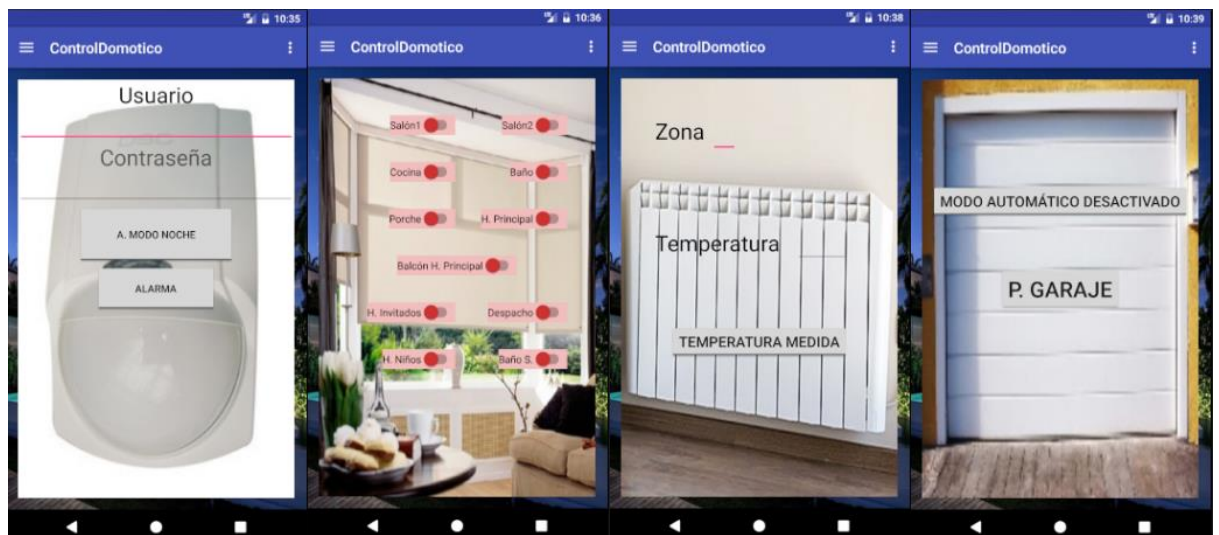 10:35
ControlDomotico
Usuario
DSC
Contraseña
A. MODO NOCHE
ALARMA
10:36
ControlDomotico
Salón1
Salón2
Cocina
Baño
Porche
H. Principal
Balcón H. Principal
H. Invitados
Despacho
H. Niños
Baño S.
10:38
ControlDomotico
Zona
Temperatura
TEMPERATURA MEDIDA
10:39
ControlDomotico
MODO AUTOMÁTICO DESACTIVADO
P. GARAJE